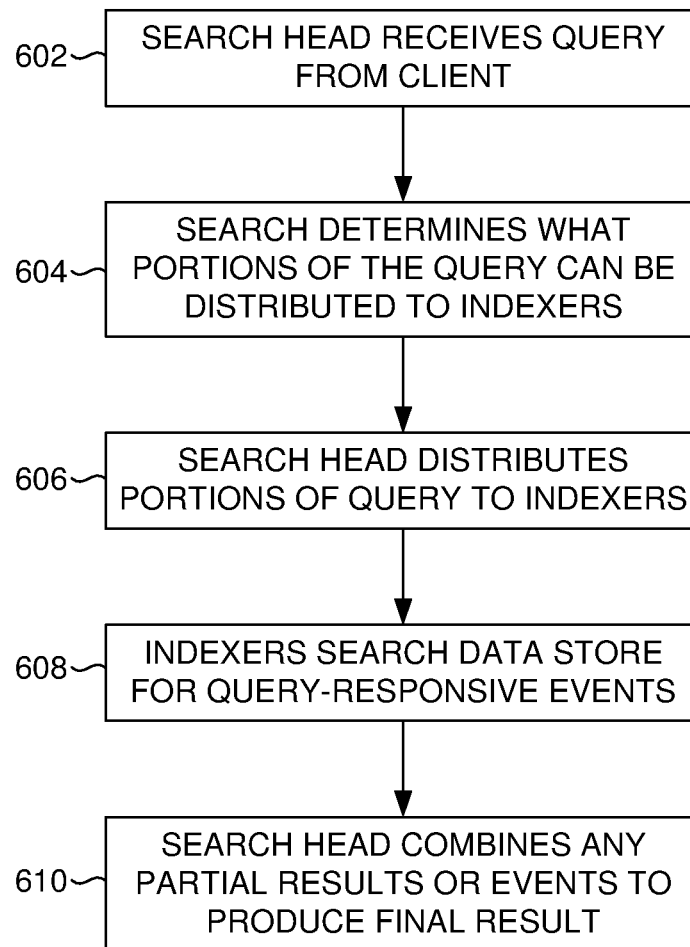 602
SEARCH HEAD RECEIVES QUERY
FROM CLIENT
604
SEARCH DETERMINES WHAT
PORTIONS OF THE QUERY CAN BE
DISTRIBUTED TO INDEXERS
606
SEARCH HEAD DISTRIBUTES
PORTIONS OF QUERY TO INDEXERS
608
INDEXERS SEARCH DATA STORE
FOR QUERY-RESPONSIVE EVENTS
610
SEARCH HEAD COMBINES ANY
PARTIAL RESULTS OR EVENTS TO
PRODUCE FINAL RESULT